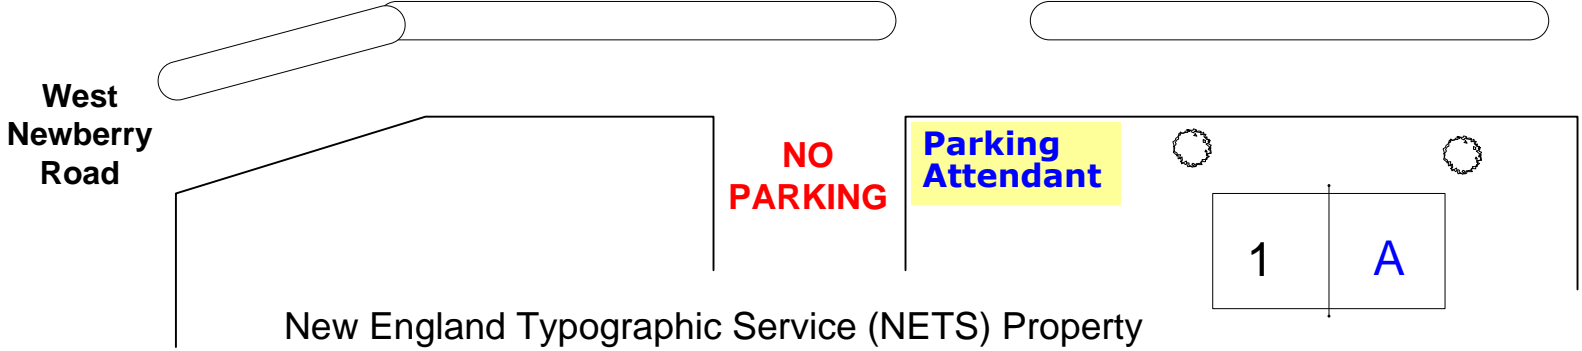 West
Newberry
Road
NO
PARKING
Parking
Attendant
1 A
New England Typographic Service (NETS) Property